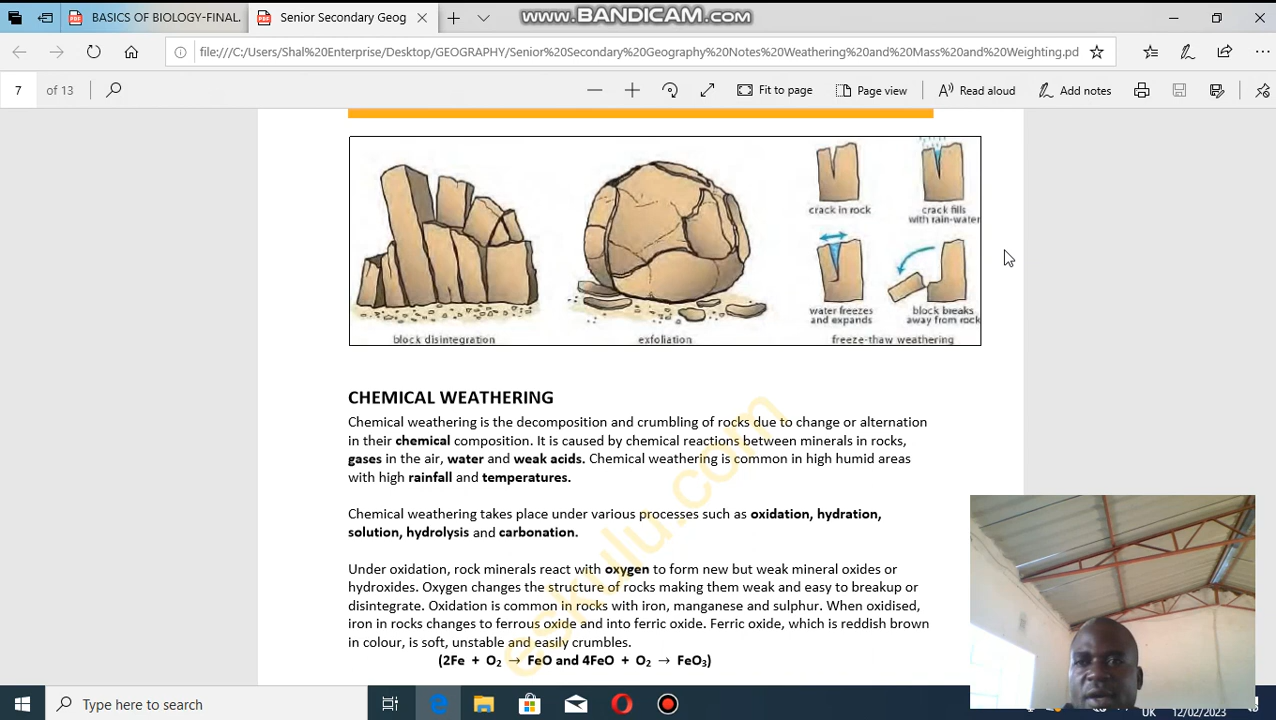 BASICS OF BIOLOGY-FINAL.
Senior Secondary Geog
www.BANDICAM.com
file:///C:/Users/Shal%20Enterprise/Desktop/GEOGRAPHY/Senior%20Secondary%20Geography%20Notes%20Weathering%20and%20Mass%20and%20Weighting.pd
7 of 13
Fit to page
Page view
Read aloud
Add notes
crack in rock
crack fills
with rain-water
water freezes
and expands
block breaks
away from rock
block disintegration
exfoliation
freeze-thaw weathering
CHEMICAL WEATHERING
Chemical weathering is the decomposition and crumbling of rocks due to change or alternation
in their chemical composition. It is caused by chemical reactions between minerals in rocks,
gases in the air, water and weak acids. Chemical weathering is common in high humid areas
with high rainfall and temperatures.
Chemical weathering takes place under various processes such as oxidation, hydration,
solution, hydrolysis and carbonation.
Under oxidation, rock minerals react with oxygen to form new but weak mineral oxides or
hydroxides. Oxygen changes the structure of rocks making them weak and easy to breakup or
disintegrate. Oxidation is common in rocks with iron, manganese and sulphur. When oxidised,
iron in rocks changes to ferrous oxide and into ferric oxide. Ferric oxide, which is reddish brown
in colour, is soft, unstable and easily crumbles.
(2Fe + O₂ → FeO and 4FeO + O₂ → FeO₃)
eskulu.com
Type here to search
UK
12/02/2023